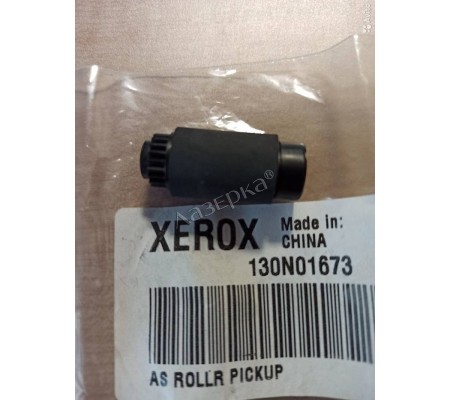 Лазерка®
XEROX
Made in:
CHINA
130N01673
AS ROLLR PICKUP